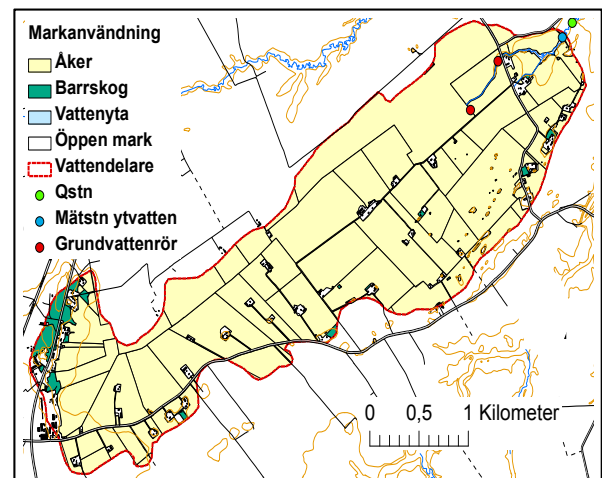 Markanvändning
Åker
Barrskog
Vattenyta
Öppen mark
Vattendelare
Qstn
Mätstn ytvatten
Grundvattenrör
0 0,5 1 Kilometer